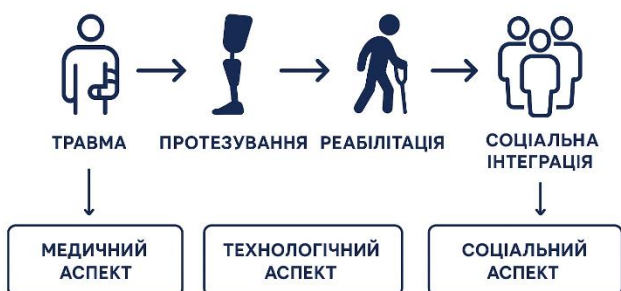 ТРАВМА
ПРОТЕЗУВАННЯ
РЕАБІЛІТАЦІЯ
СОЦІАЛЬНА
ІНТЕГРАЦІЯ
МЕДИЧНИЙ
АСПЕКТ
ТЕХНОЛОГІЧНИЙ
АСПЕКТ
СОЦІАЛЬНИЙ
АСПЕКТ